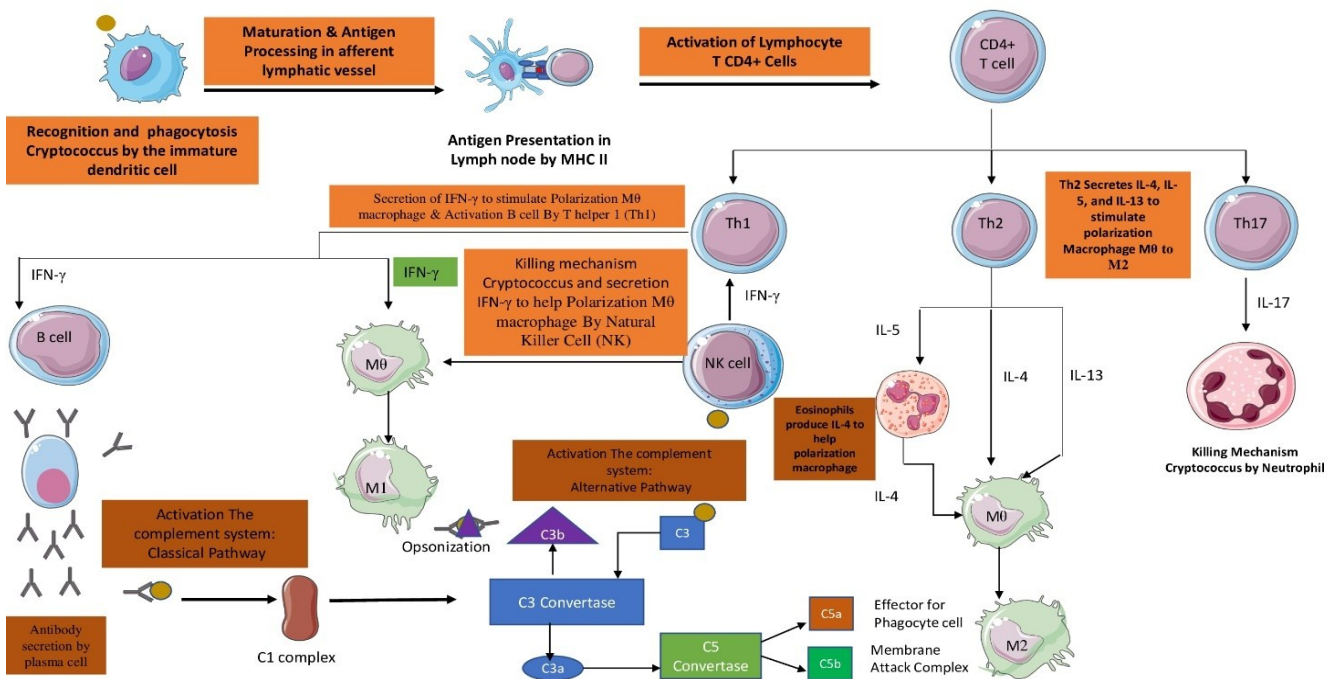 Maturation & Antigen
Processing in afferent
lymphatic vessel
Activation of Lymphocyte
T CD4+ Cells
CD4+
T cell
Recognition and phagocytosis
Cryptococcus by the immature
dendritic cell
Antigen Presentation in
Lymph node by MHC II
Secretion of IFN-γ to stimulate Polarization Mθ
macrophage & Activation B cell By T helper 1 (Th1)
Th1
Th2
Th2 Secretes IL-4, IL-
5, and IL-13 to
stimulate
polarization
Macrophage Mθ to
M2
Th17
IFN-γ
IFN-γ
Killing mechanism
Cryptococcus and secretion
IFN-γ to help Polarization Mθ
macrophage By Natural
Killer Cell (NK)
IFN-γ
IL-17
B cell
Mθ
NK cell
IL-5
IL-4
IL-13
Eosinophils
produce IL-4 to
help
polarization
macrophage
Killing Mechanism
Cryptococcus by Neutrophil
M1
Activation The complement
system:
Alternative Pathway
IL-4
Mθ
Activation The
complement system:
Classical Pathway
Opsonization
C3b
C3
C3 Convertase
Antibody
secretion by
plasma cell
C1 complex
C3a
C5
Convertase
C5a
Effector for
Phagocyte cell
C5b
Membrane
Attack Complex
M2